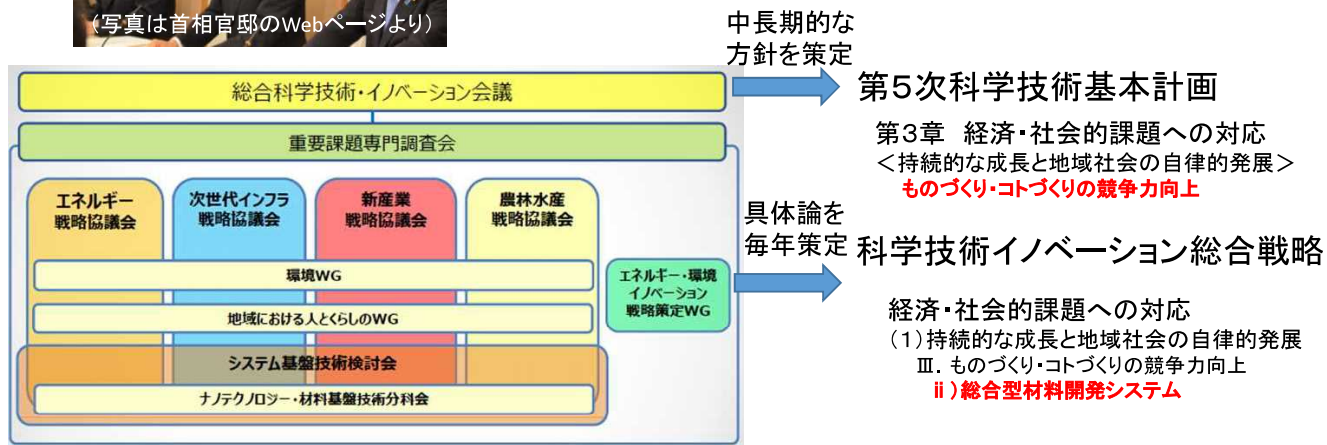 (写真は首相官邸のWebページより)
総合科学技術・イノベーション会議
重要課題専門調査会
エネルギー
戦略協議会
次世代インフラ
戦略協議会
新産業
戦略協議会
農林水産
戦略協議会
環境WG
地域における人とくらしのWG
システム基盤技術検討会
ナノテクノロジー・材料基盤技術分科会
エネルギー・環境
イノベーション
戦略策定WG
中長期的な
方針を策定
第5次科学技術基本計画
第3章 経済・社会的課題への対応
<持続的な成長と地域社会の自律的発展>
ものづくり・コトづくりの競争力向上
具体論を
毎年策定
科学技術イノベーション総合戦略
経済・社会的課題への対応
(1)持続的な成長と地域社会の自律的発展
Ⅲ. ものづくり・コトづくりの競争力向上
ⅱ)総合型材料開発システム